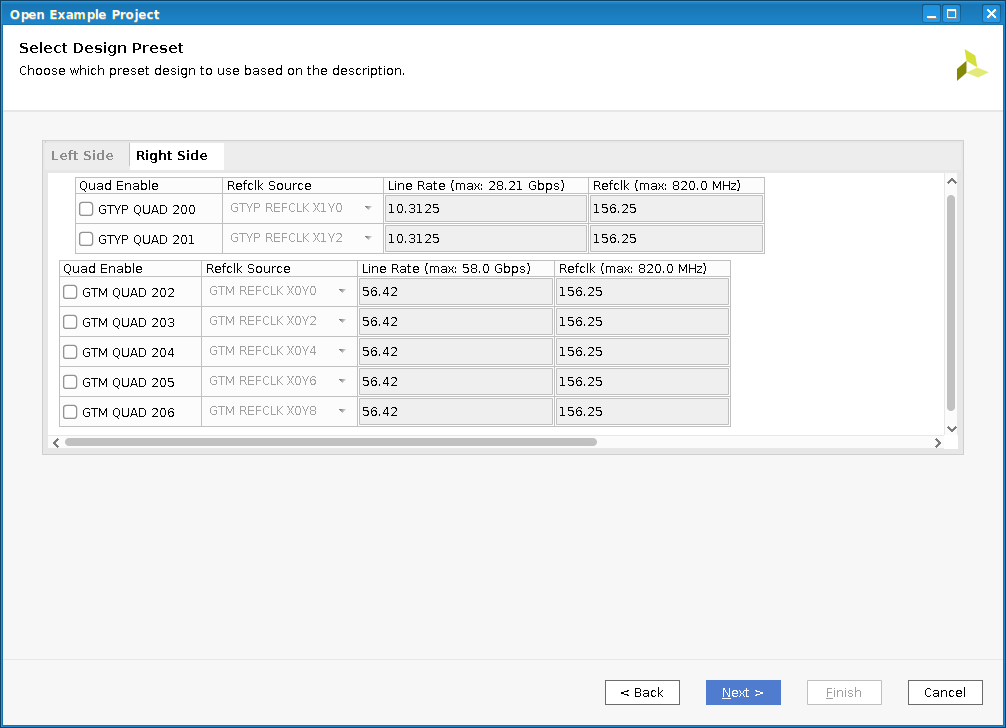 Open Example Project
Select Design Preset
Choose which preset design to use based on the description.
Left Side Right Side
Quad Enable Refclk Source Line Rate (max: 28.21 Gbps) Refclk (max: 820.0 MHz)
GTYP QUAD 200 GTYP REFCLK X1Y0 10.3125 156.25
GTYP QUAD 201 GTYP REFCLK X1Y2 10.3125 156.25
Quad Enable Refclk Source Line Rate (max: 58.0 Gbps) Refclk (max: 820.0 MHz)
GTM QUAD 202 GTM REFCLK X0Y0 56.42 156.25
GTM QUAD 203 GTM REFCLK X0Y2 56.42 156.25
GTM QUAD 204 GTM REFCLK X0Y4 56.42 156.25
GTM QUAD 205 GTM REFCLK X0Y6 56.42 156.25
GTM QUAD 206 GTM REFCLK X0Y8 56.42 156.25
< Back Next > Finish Cancel